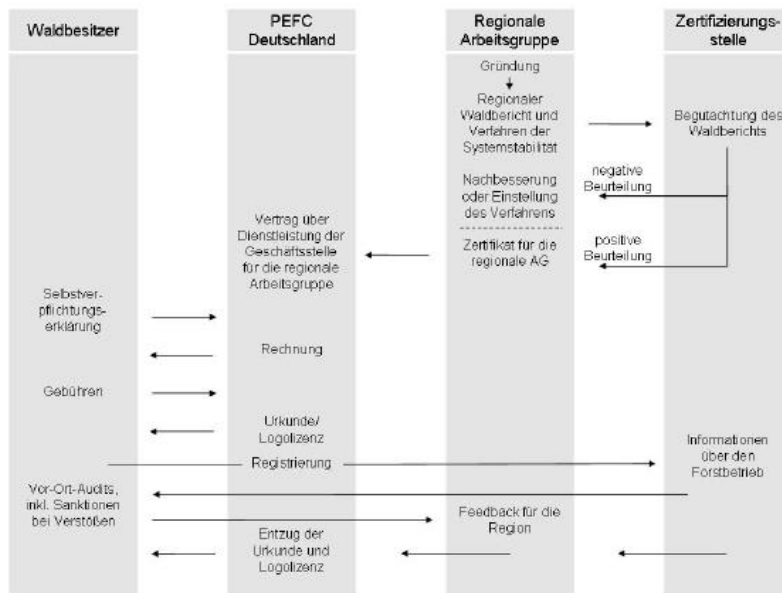 Waldbesitzer
PEFC
Deutschland
Regionale
Arbeitsgruppe
Zertifizierungs-
stelle
Gründung
Regionaler
Waldbericht und
Verfahren der
Systemstabilität
Begutachtung des
Waldberichts
negative
Beurteilung
Nachbesserung
oder Einstellung
des Verfahrens
positive
Beurteilung
Zertifikat für die
regionale AG
Vertrag über
Dienstleistung der
Geschäftsstelle
für die regionale
Arbeitsgruppe
Selbstver-
pflichtungs-
erklärung
Rechnung
Gebühren
Urkunde/
Logolizenz
Registrierung
Informationen
über den
Forstbetrieb
Vor-Ort-Audits,
inkl. Sanktionen
bei Verstößen
Feedback für die
Region
Entzug der
Urkunde und
Logolizenz